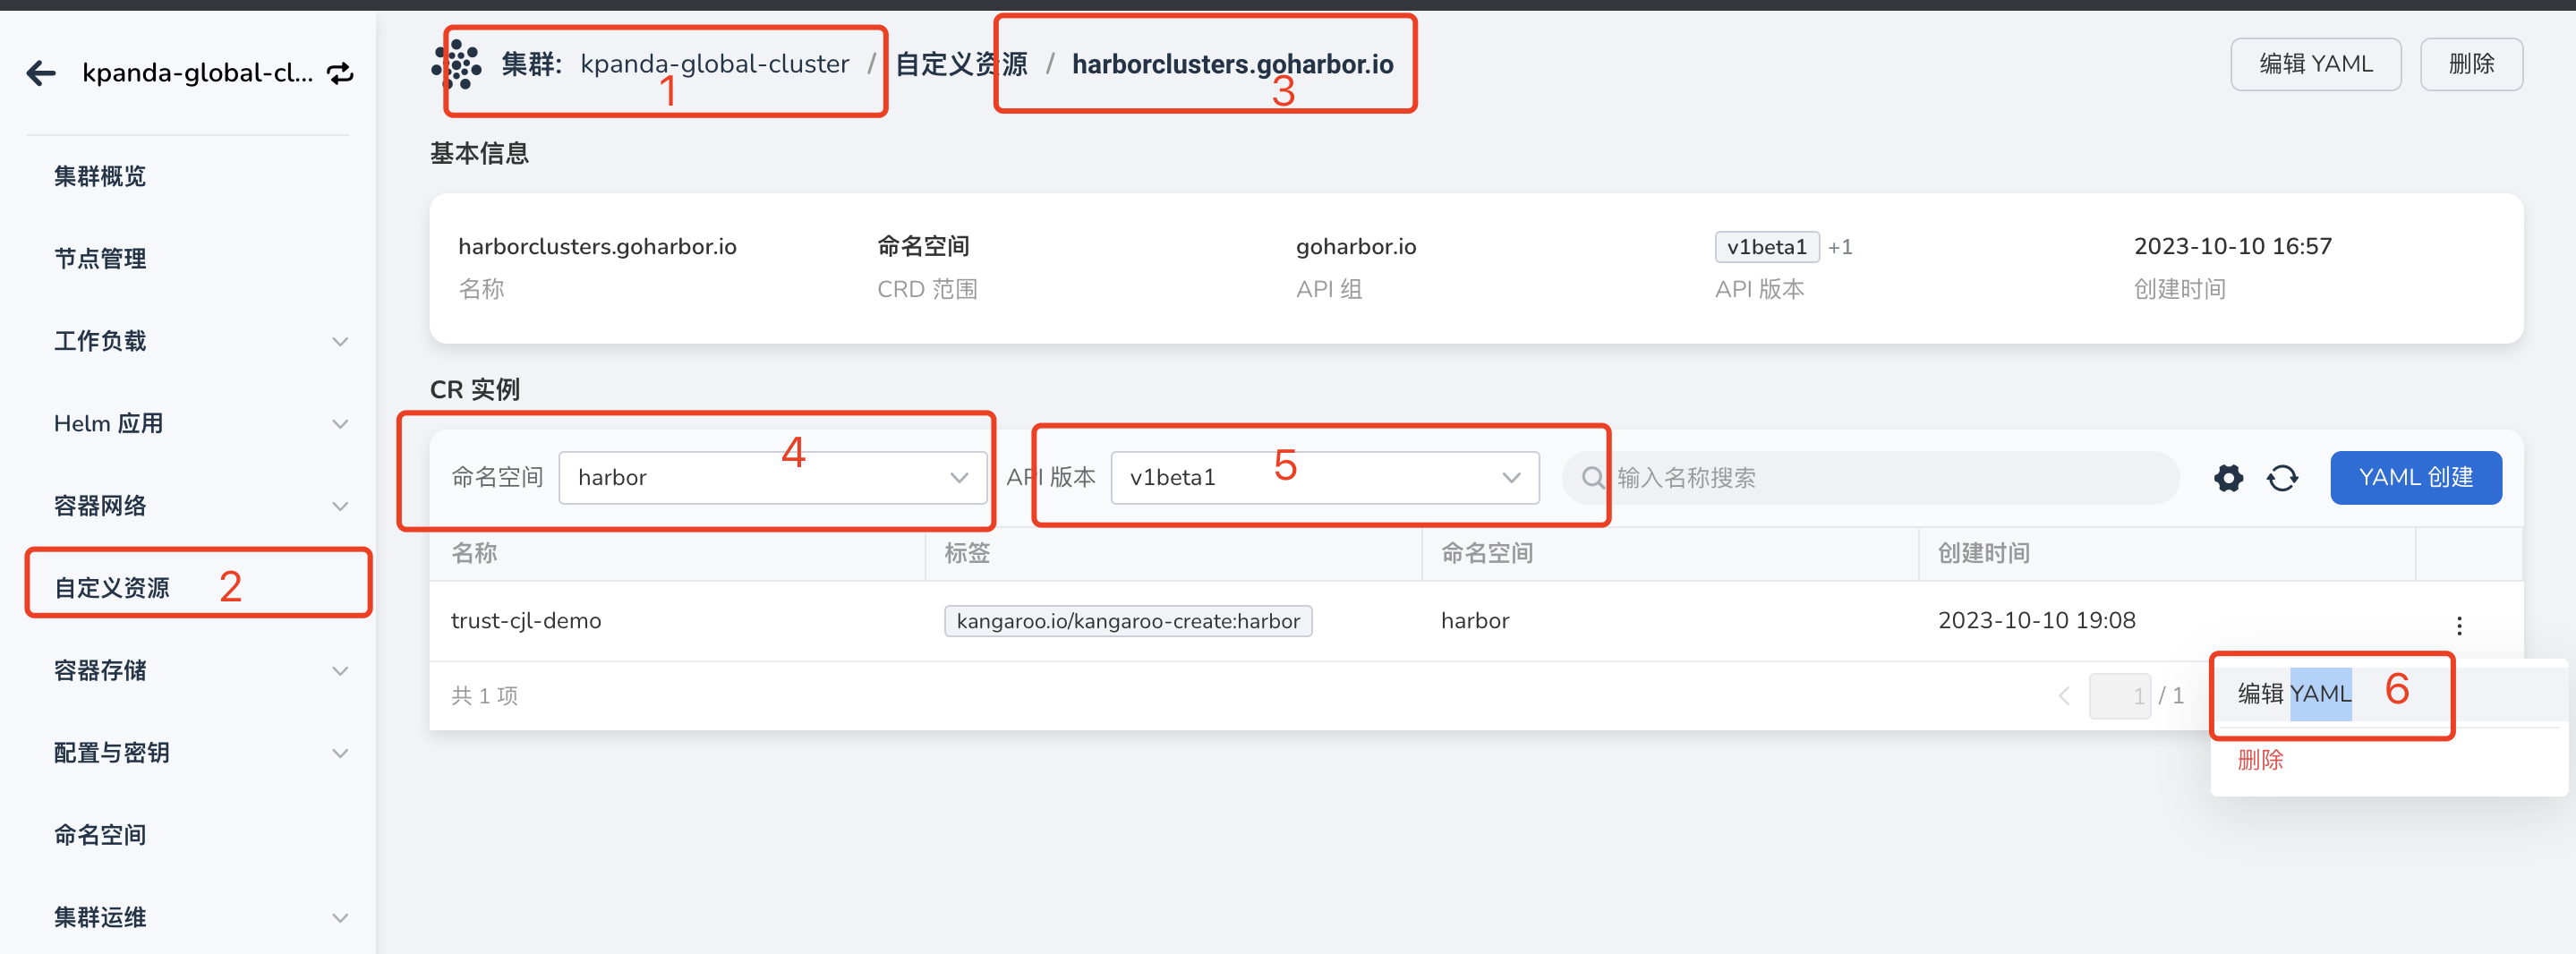 kpanda-global-cl...
集群概览
节点管理
工作负载
Helm 应用
容器网络
自定义资源 2
容器存储
配置与密钥
命名空间
集群运维
集群: kpanda-global-cluster / 自定义资源 / harborclusters.goharbor.io
1
3
编辑 YAML
删除
基本信息
harborclusters.goharbor.io
名称
命名空间
CRD 范围
goharbor.io
API 组
v1beta1 +1
API 版本
2023-10-10 16:57
创建时间
CR 实例
命名空间 harbor 4
API 版本 v1beta1 5
输入名称搜索
YAML 创建
名称 标签 命名空间 创建时间
trust-cjl-demo kangaroo.io/kangaroo-create:harbor harbor 2023-10-10 19:08
共 1 项
1 / 1
编辑 YAML 6
删除